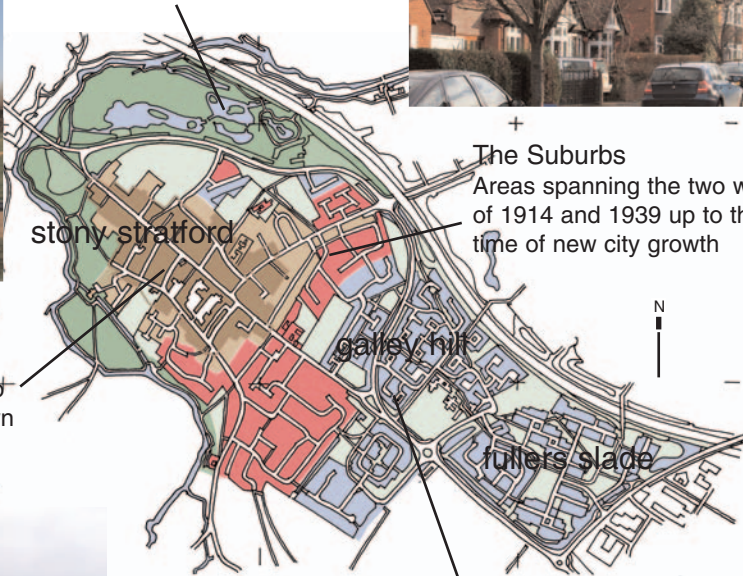 The Suburbs
Areas spanning the two
of 1914 and 1939 up to
time of new city growth
stony stratford
N
galley hill
fullers slade